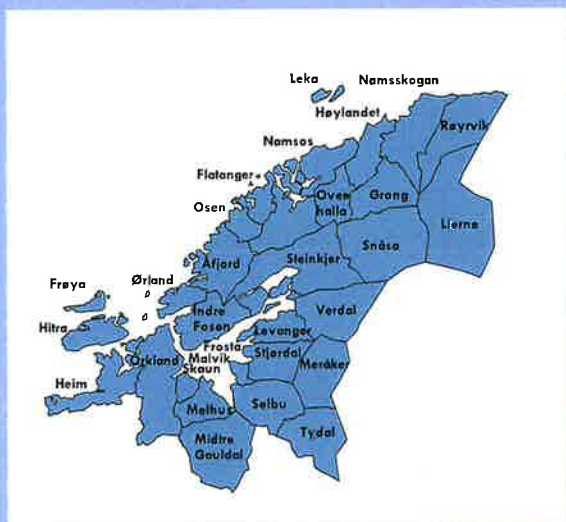 Leka
Namsskogan
Høylandet
Røyrvik
Namsos
Flatanger
Over
halla
Grong
Osen
Lierne
Snåsa
Åfjord
Steinkjer
Ørland
Frøya
Indre
Fosen
Verdal
Hitra
Levanger
Frosta
Stjørdal
Malvik
Orkland
Meråker
Skaun
Heim
Melhus
Selbu
Tydal
Midtre
Gauldal